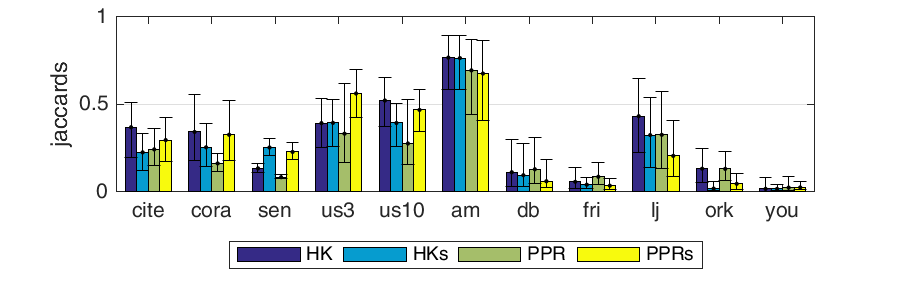 1
0.5
0
jaccards
cite cora sen us3 us10 am db fri lj ork you
HK HKs PPR PPRs